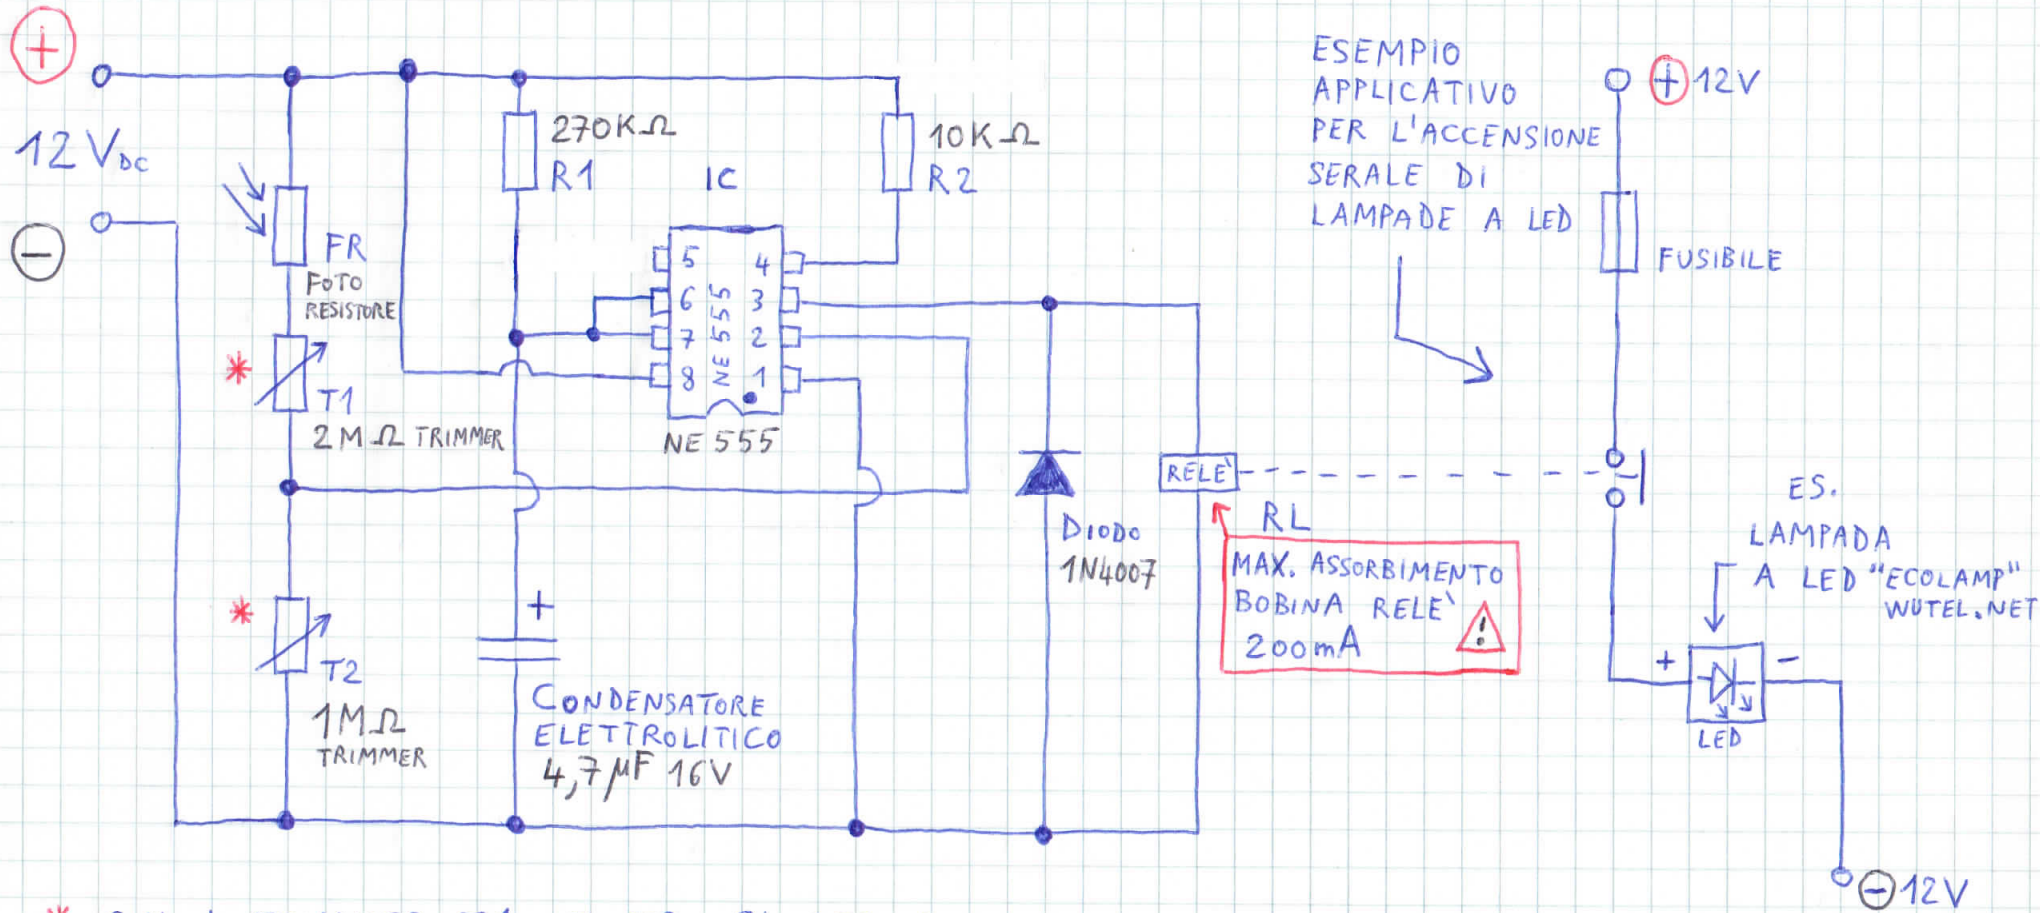 +
12 V DC
−
270KΩ
R1
IC
10KΩ
R2
FR
FOTO
RESISTORE
*
T1
2MΩ TRIMMER
5 4
6 3
7 2
8 1
NE 555
NE 555
*
T2
1MΩ
TRIMMER
+
CONDENSATORE
ELETTROLITICO
4,7µF 16V
DIODO
1N4007
RELE'
RL
MAX. ASSORBIMENTO
BOBINA RELE'
200mA
!
ESEMPIO
APPLICATIVO
PER L'ACCENSIONE
SERALE DI
LAMPADE A LED
+ 12V
FUSIBILE
ES.
LAMPADA
A LED "ECOLAMP"
WUTEL.NET
+ −
LED
− 12V
*